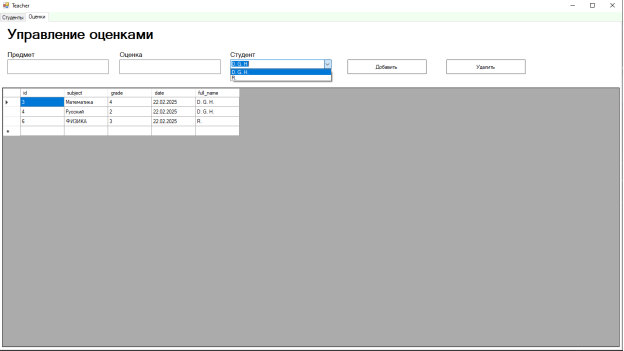 Teacher
Студенты Оценки
Управление оценками
Предмет Оценка Студент
D. G. H. Добавить Удалить
D. G. H.
R.
id subject grade date full_name
3 Математика 4 22.02.2025 D. G. H.
4 Русский 2 22.02.2025 D. G. H.
6 ФИЗИКА 3 22.02.2025 R.